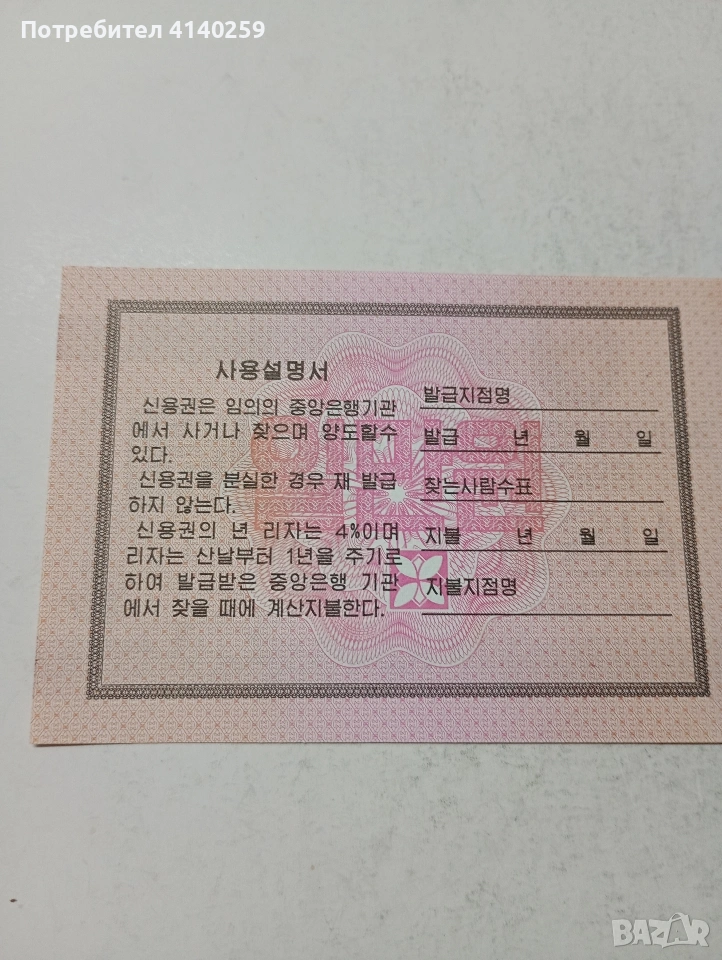 Потребител 4140259
사용설명서
신용권은 임의의 중앙은행기관
에서 사거나 찾으며 양도할수
있다.
신용권을 분실한 경우 재 발급
하지 않는다.
신용권의 년 리자는 4%이며
리자는 산날부터 1년을 주기로
하여 발급받은 중앙은행 기관
에서 찾을 때에 계산지불한다.
발급지점명
발급 년 월 일
찾는사람수표
지불 년 월 일
지불지점명
BAZAR